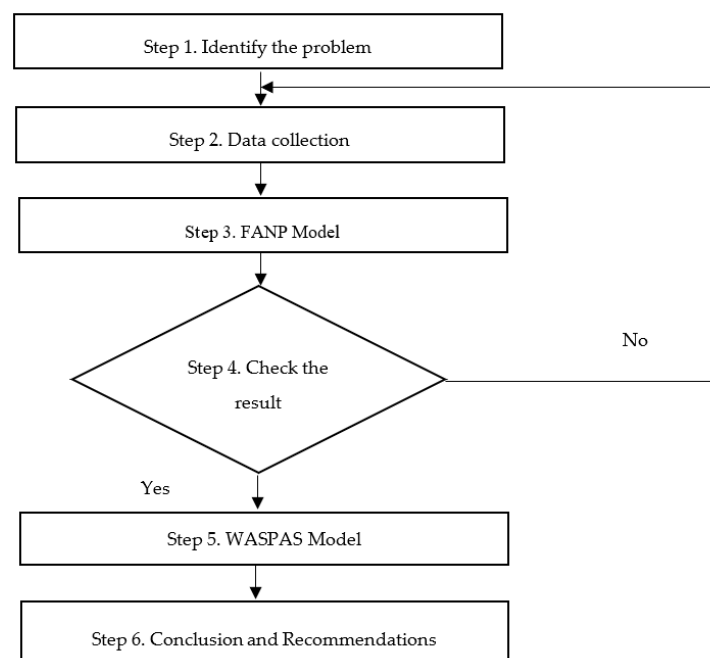 Step 1. Identify the problem
Step 2. Data collection
Step 3. FANP Model
Step 4. Check the
result
No
Yes
Step 5. WASPAS Model
Step 6. Conclusion and Recommendations